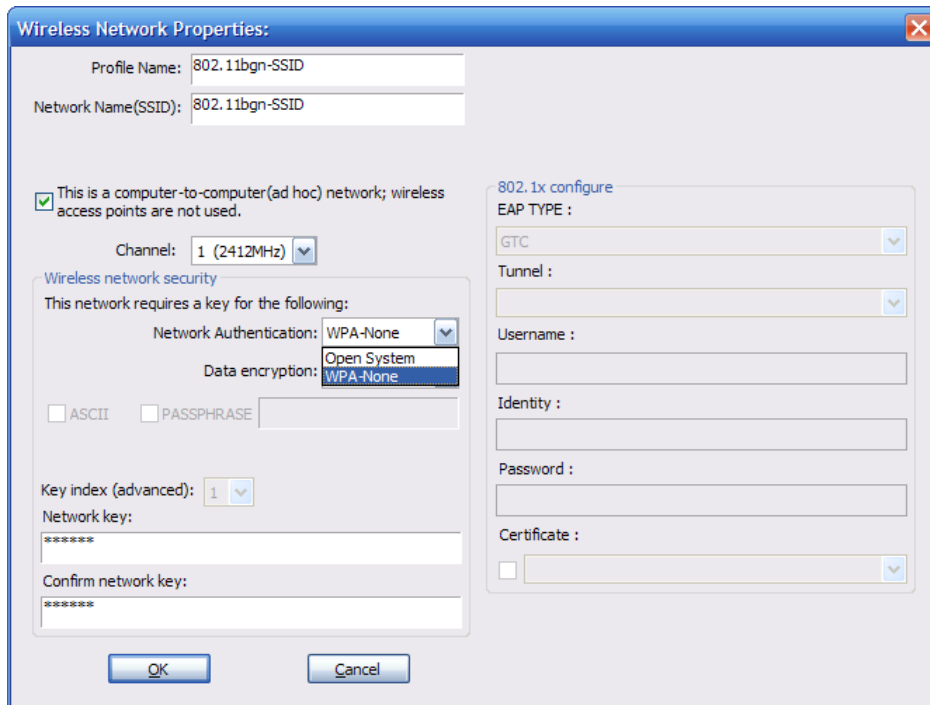 Wireless Network Properties:
Profile Name: 802.11bgn-SSID
Network Name(SSID): 802.11bgn-SSID
This is a computer-to-computer(ad hoc) network; wireless
access points are not used.
Channel: 1 (2412MHz)
Wireless network security
This network requires a key for the following:
Network Authentication: WPA-None
Open System
WPA-None
Data encryption:
ASCII PASSPHRASE
Key index (advanced): 1
Network key:
******
Confirm network key:
******
OK Cancel
802.1x configure
EAP TYPE :
GTC
Tunnel :
Username :
Identity :
Password :
Certificate :